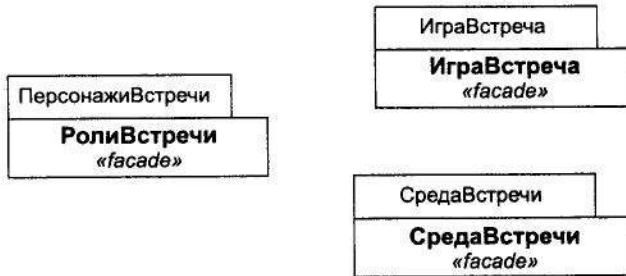 ИграВстреча
ИграВстреча
«facade»
ПерсонажиВстречи
РолиВстречи
«facade»
СредаВстречи
СредаВстречи
«facade»